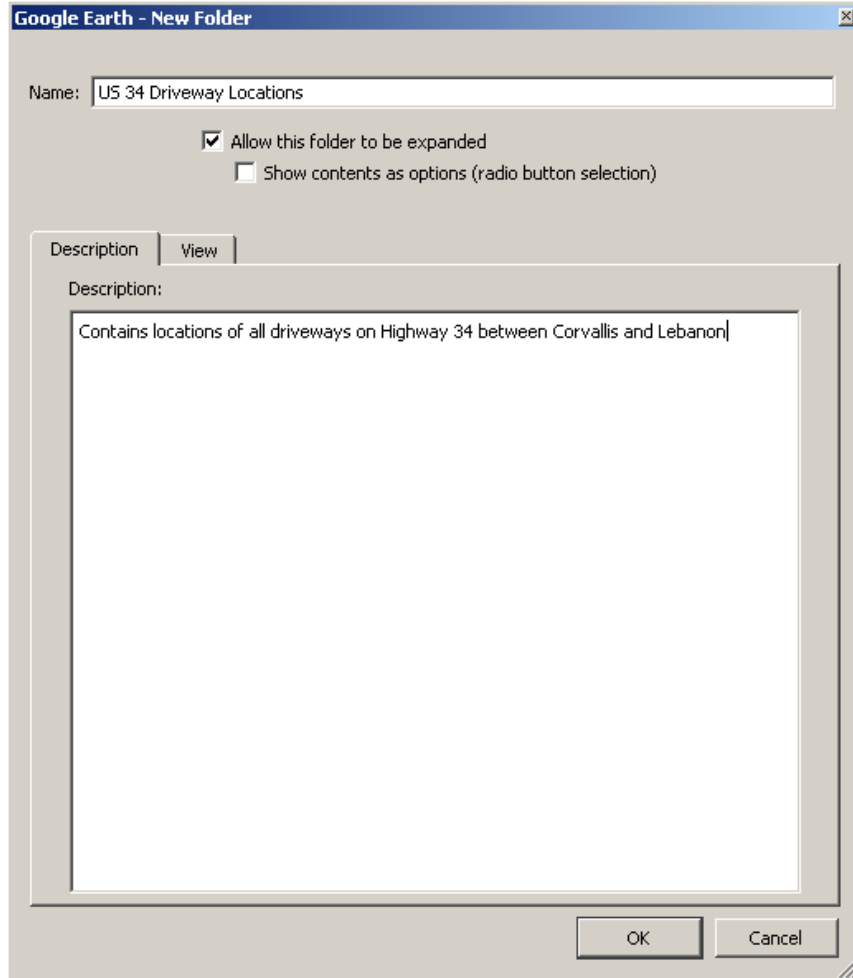 Google Earth - New Folder
Name: US 34 Driveway Locations
Allow this folder to be expanded
Show contents as options (radio button selection)
Description View
Description:
Contains locations of all driveways on Highway 34 between Corvallis and Lebanon
OK Cancel